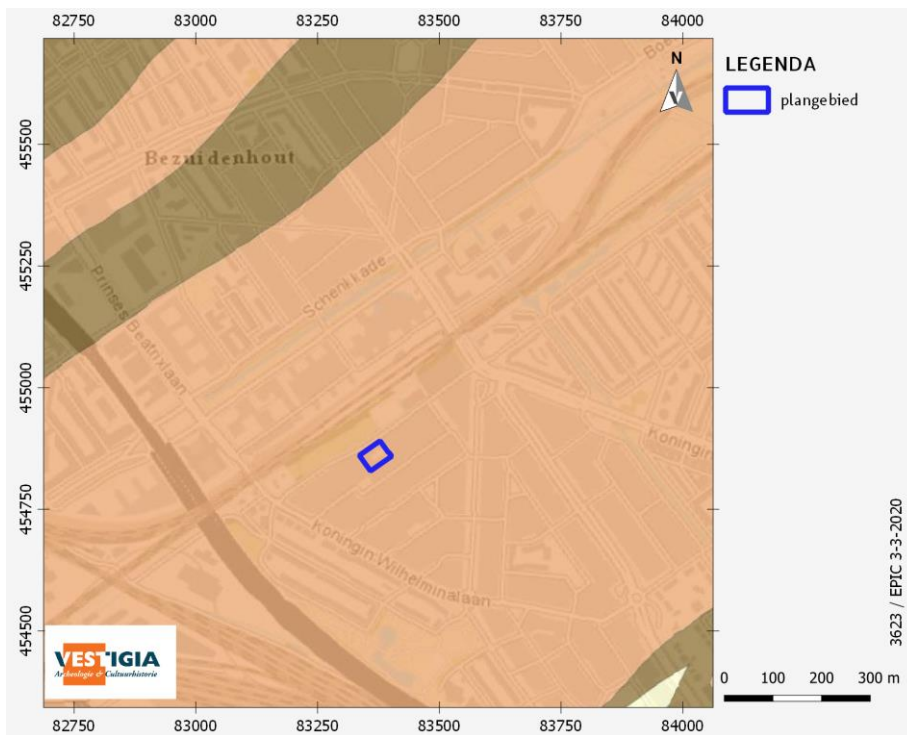 82750 83000 83250 83500 83750 84000
N
LEGENDA
plangebied
455500
455250
455000
454750
454500
Bezuidenhout
Prinses Beatrixlaan
Schenkkade
Boe
Koningin
Koningin Wilhelminalaan
VESTIGIA
Archeologie & Cultuurhistorie
3623 / EPIC 3-3-2020
0 100 200 300 m
82750 83000 83250 83500 83750 84000